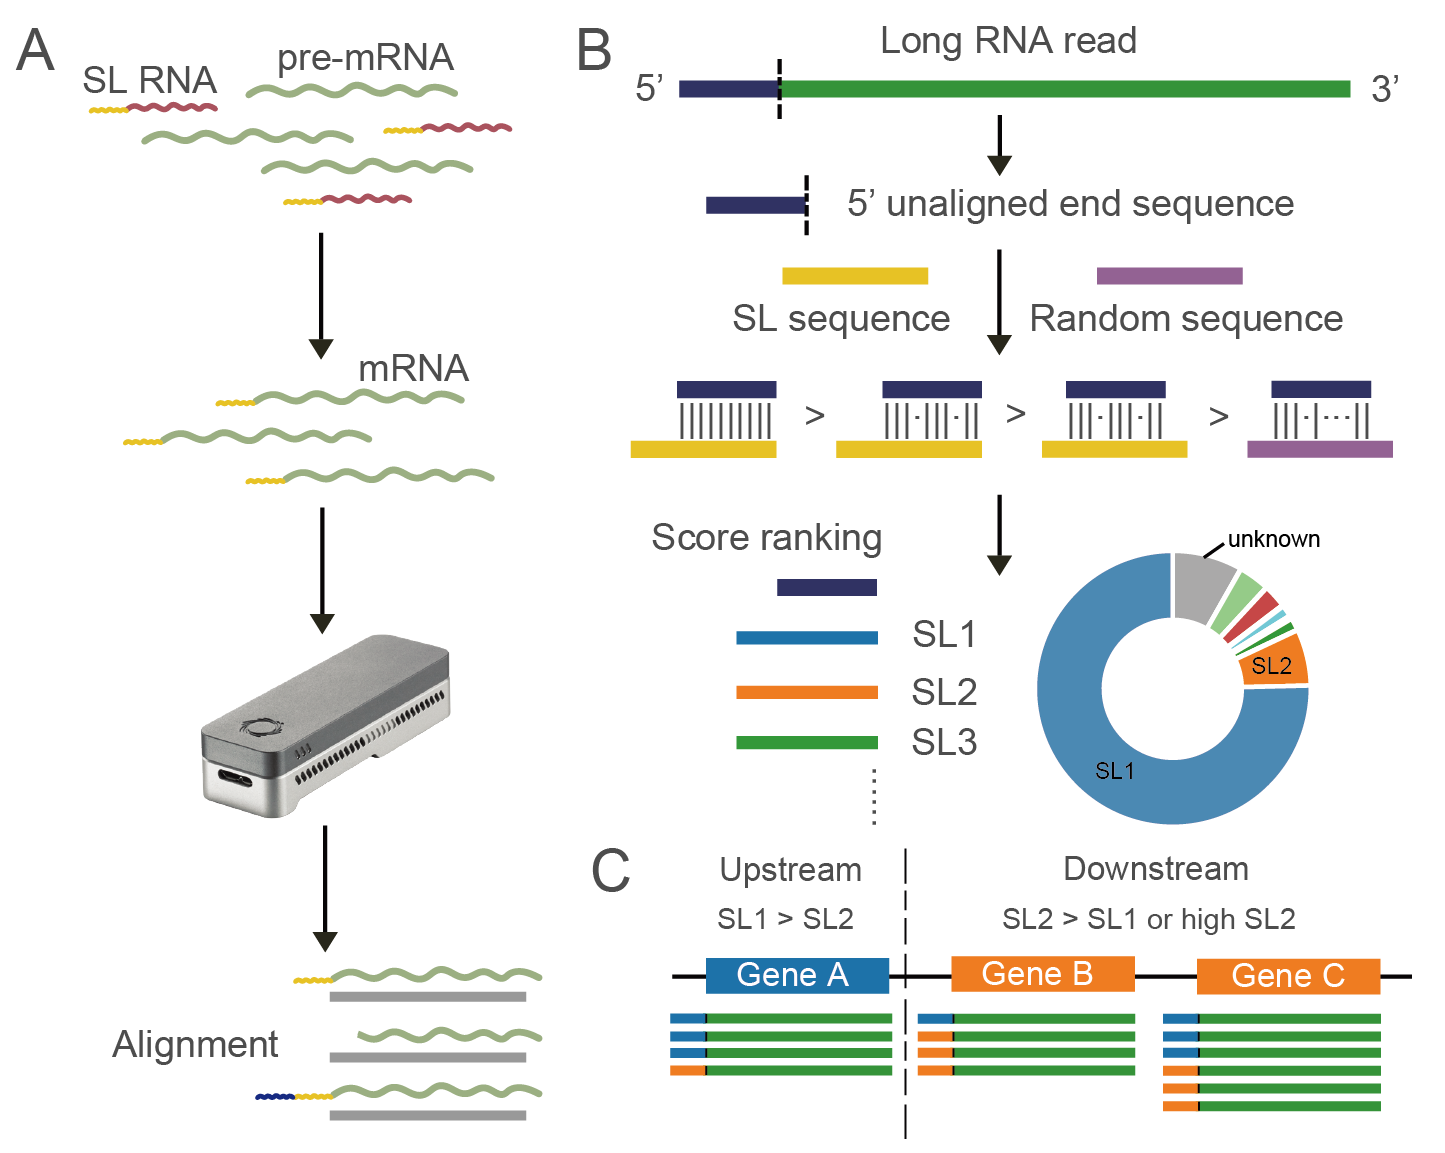 A
SL RNA
pre-mRNA
mRNA
Alignment
B
Long RNA read
5’
3’
5’ unaligned end sequence
SL sequence
Random sequence
> > >
Score ranking
SL1
SL2
SL3
unknown
SL2
SL1
C
Upstream
Downstream
SL1 > SL2
SL2 > SL1 or high SL2
Gene A
Gene B
Gene C